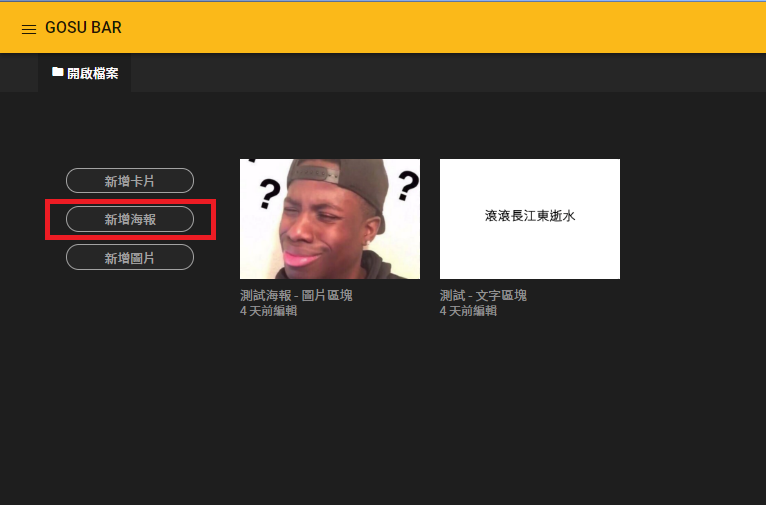 GOSU BAR
開啟檔案
新增卡片
新增海報
新增圖片
? ? ?
滾滾長江東逝水
測試海報 - 圖片區塊
4 天前編輯
測試 - 文字區塊
4 天前編輯